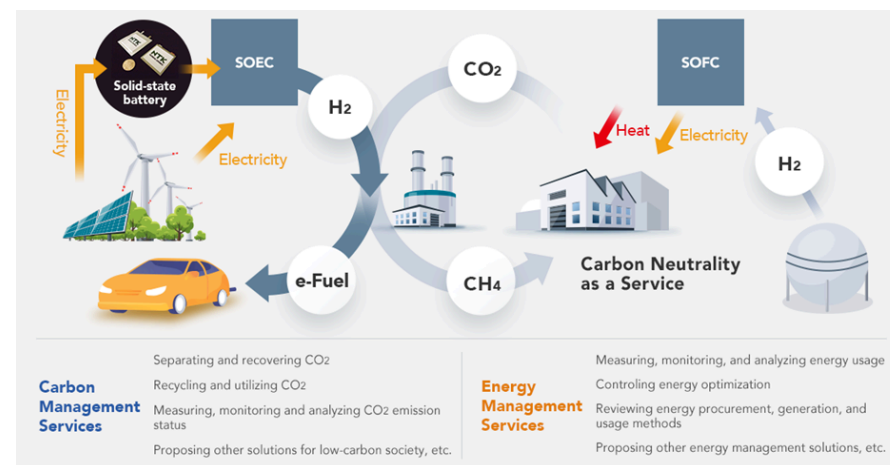 NTK
NTK
Solid-state
battery
SOEC
CO2
SOFC
H2
Electricity
Electricity
Heat
Electricity
H2
e-Fuel
CH4
Carbon Neutrality
as a Service
Carbon
Management
Services
Separating and recovering CO2
Recycling and utilizing CO2
Measuring, monitoring and analyzing CO2 emission
status
Proposing other solutions for low-carbon society, etc.
Energy
Management
Services
Measuring, monitoring, and analyzing energy usage
Controling energy optimization
Reviewing energy procurement, generation, and
usage methods
Proposing other energy management solutions, etc.